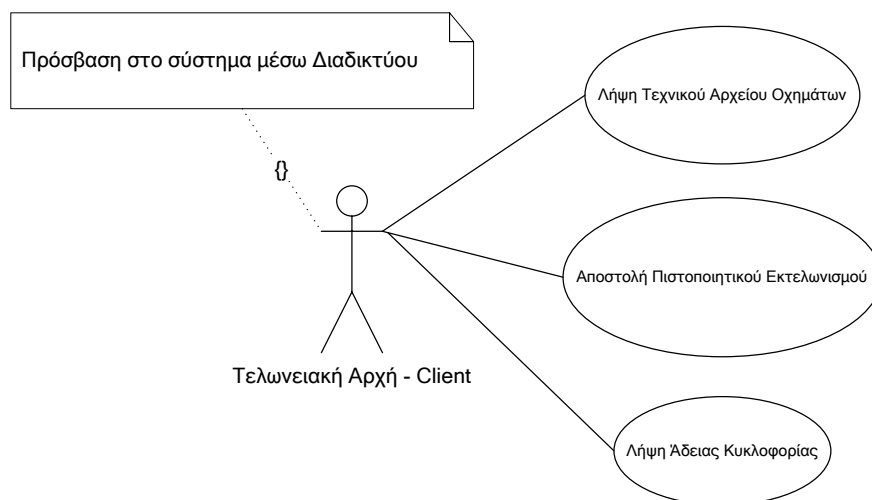 Πρόσβαση στο σύστημα μέσω Διαδικτύου
Λήψη Τεχνικού Αρχείου Οχημάτων
{}
Αποστολή Πιστοποιητικού Εκτελωνισμού
Τελωνειακή Αρχή - Client
Λήψη Άδειας Κυκλοφορίας